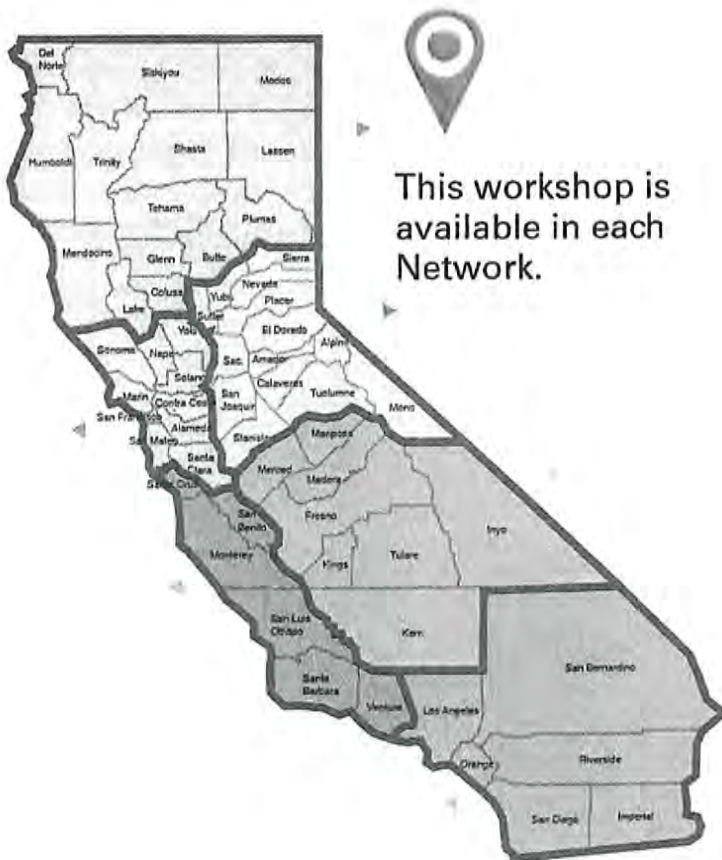 Del
Norte
Siskiyou
Modoc
Humboldt
Trinity
Shasta
Lassen
Tehama
Plumas
Mendocino
Glenn
Butte
Sierra
Colusa
Nevada
Yuba
Placer
Lake
Sutter
Yolo
El Dorado
Alpine
Sonoma
Napa
Sac.
Amador
Solano
Calaveras
Marin
Contra Costa
San
Joaquin
Tuolumne
Mono
San Francisco
Alameda
Stanislaus
Mariposa
San Mateo
Santa
Clara
Merced
Santa Cruz
Madera
San
Benito
Fresno
Inyo
Monterey
Kings
Tulare
San Luis
Obispo
Kern
San Bernardino
Santa
Barbara
Ventura
Los Angeles
Orange
Riverside
San Diego
Imperial
This workshop is
available in each
Network.